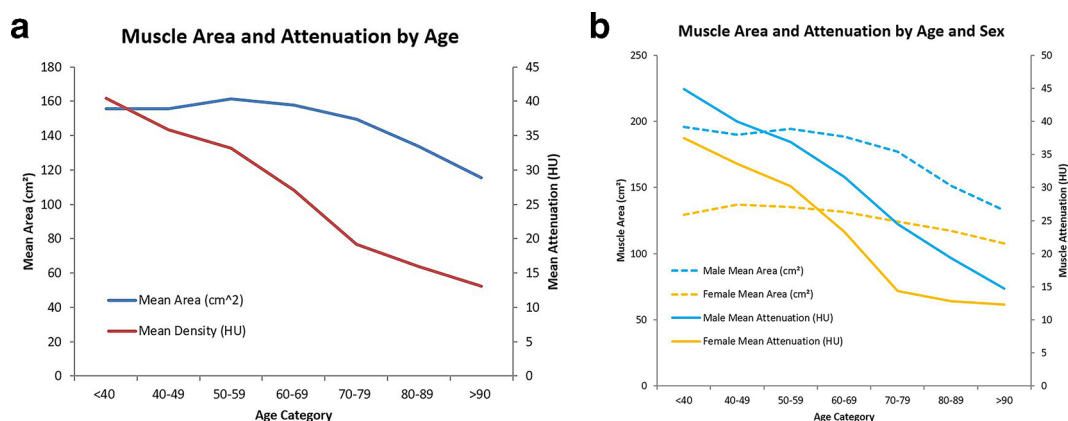 a
Muscle Area and Attenuation by Age
180
160
140
120
100
80
60
40
20
0
Mean Area (cm²)
45
40
35
30
25
20
15
10
5
0
Mean Attenuation (HU)
Mean Area (cm^2)
Mean Density (HU)
<40 40-49 50-59 60-69 70-79 80-89 >90
Age Category
b
Muscle Area and Attenuation by Age and Sex
250
200
150
100
50
0
Muscle Area (cm²)
50
45
40
35
30
25
20
15
10
5
0
Muscle Attenuation (HU)
Male Mean Area (cm²)
Female Mean Area (cm²)
Male Mean Attenuation (HU)
Female Mean Attenuation (HU)
<40 40-49 50-59 60-69 70-79 80-89 >90
Age Category